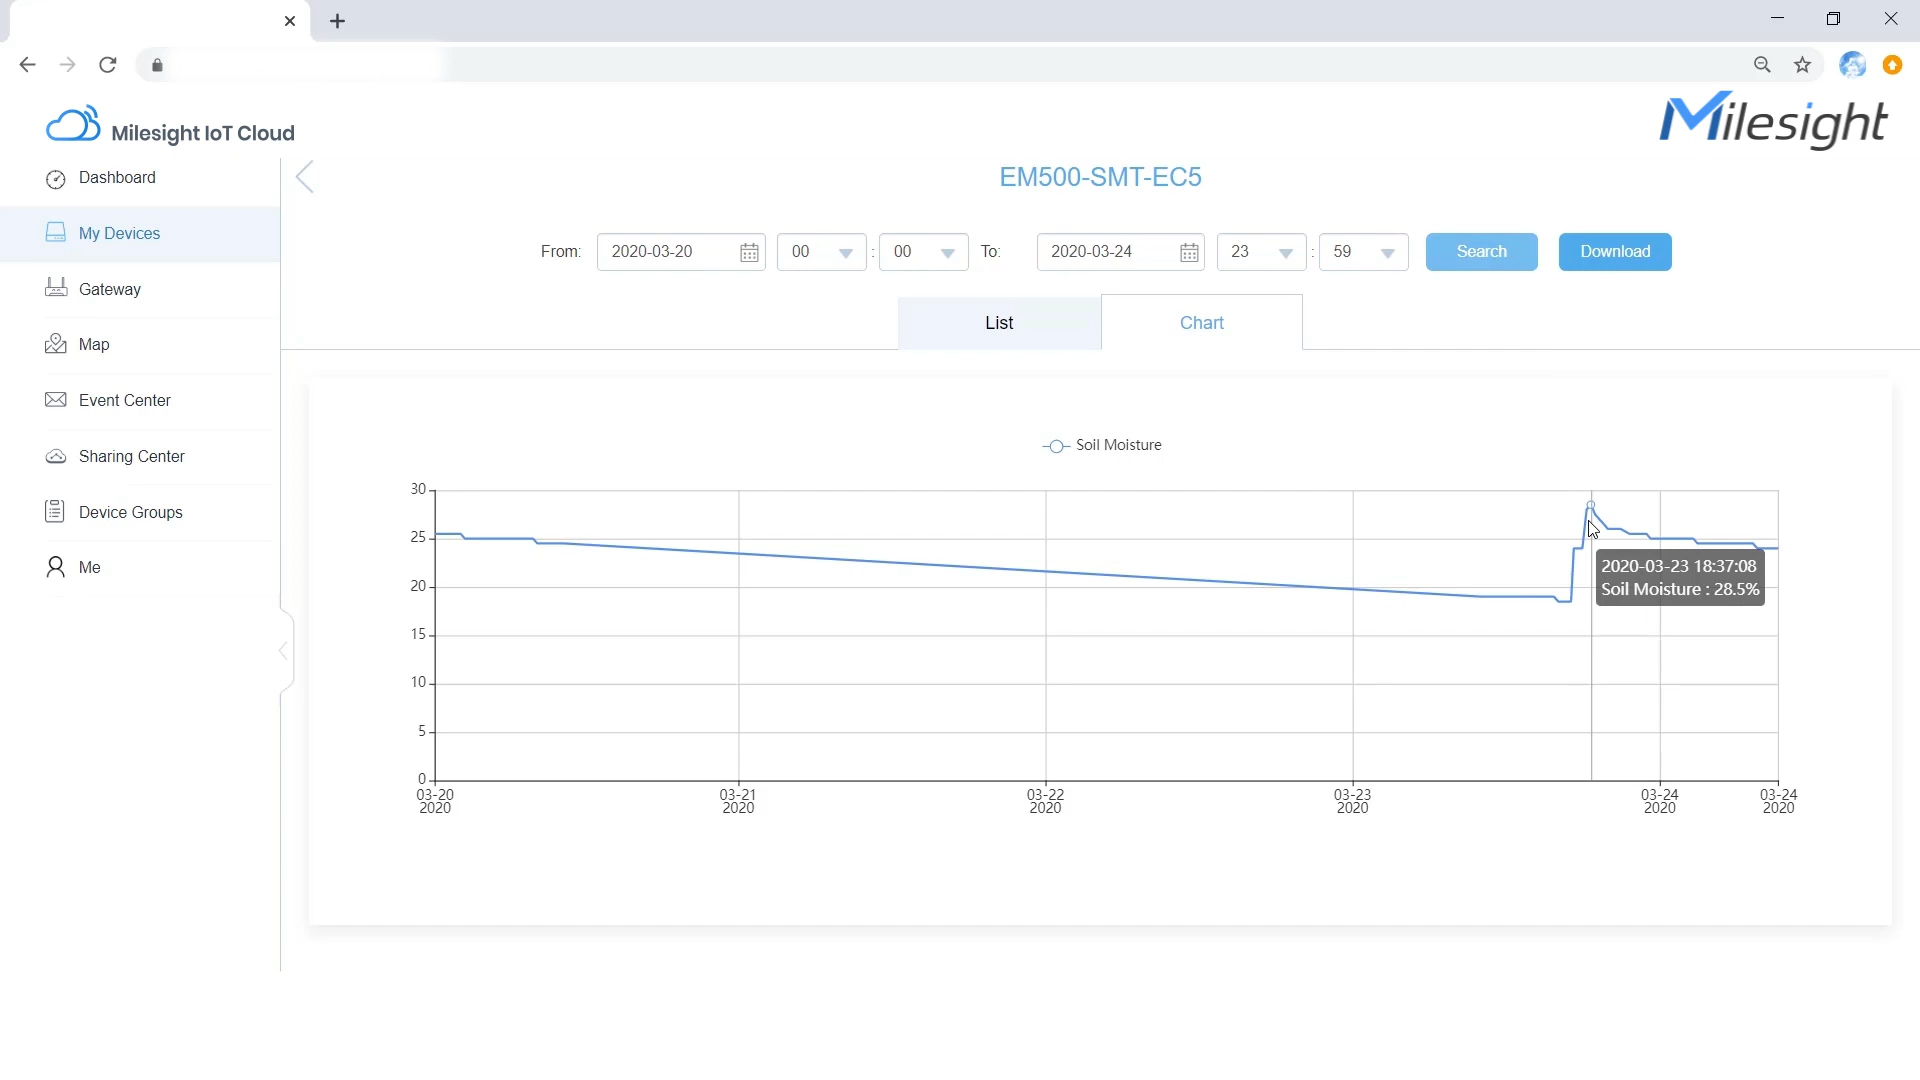 Milesight IoT Cloud
Milesight
Dashboard
My Devices
Gateway
Map
Event Center
Sharing Center
Device Groups
Me
EM500-SMT-EC5
From: 2020-03-20 00 : 00 To: 2020-03-24 23 : 59 Search Download
List Chart
Soil Moisture
30
25
20
15
10
5
0
2020-03-23 18:37:08
Soil Moisture : 28.5%
03-20 03-21 03-22 03-23 03-24 03-24
2020 2020 2020 2020 2020 2020